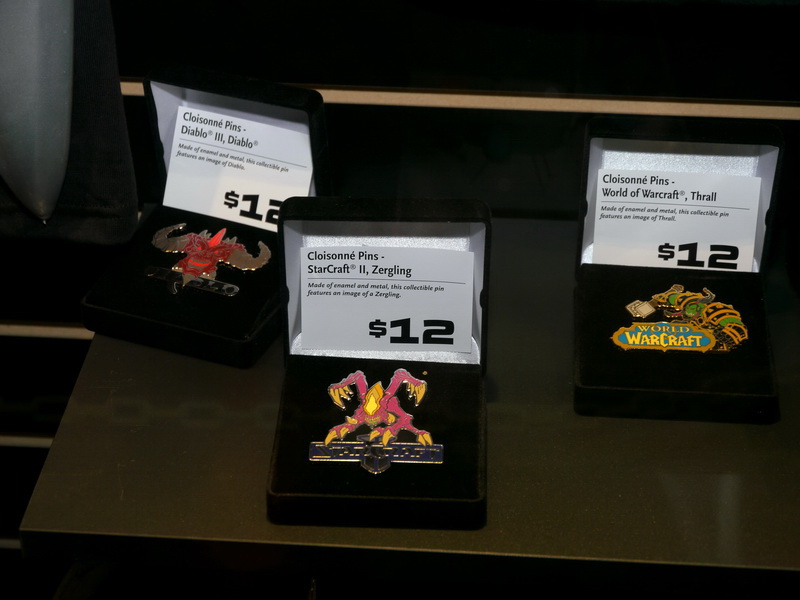 Cloisonné Pins -
Diablo® III, Diablo®
Made of enamel and metal, this collectible pin
features an image of Diablo.
$12
Cloisonné Pins -
StarCraft® II, Zergling
Made of enamel and metal, this collectible pin
features an image of a Zergling.
$12
STARCRAFT
Cloisonné Pins -
World of Warcraft®, Thrall
Made of enamel and metal, this collectible pin
features an image of Thrall.
$12
WORLD
OF
WARCRAFT